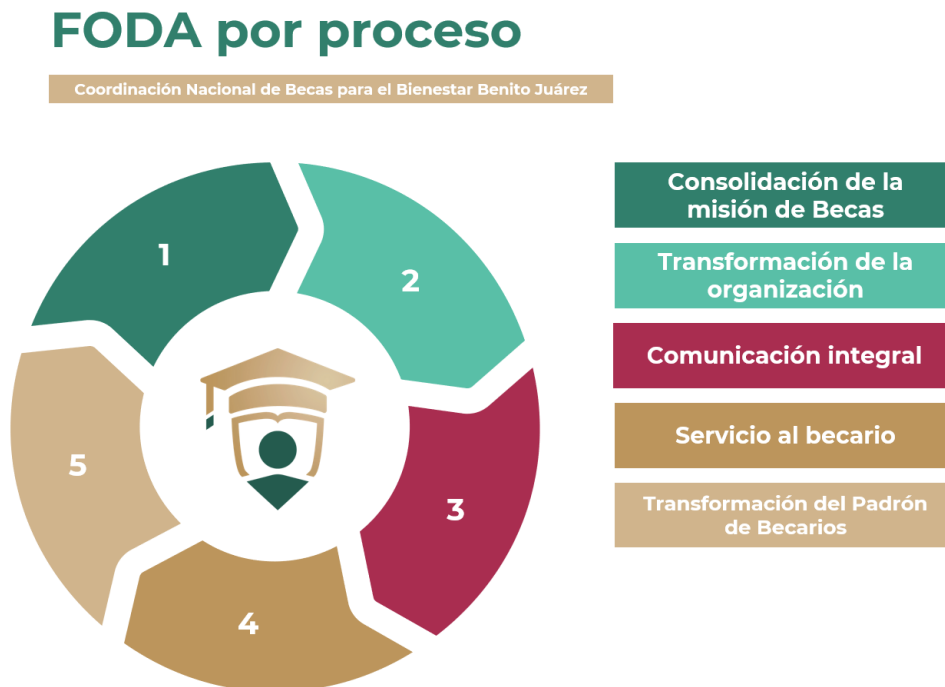 FODA por proceso
Coordinación Nacional de Becas para el Bienestar Benito Juárez
1
2
3
4
5
Consolidación de la
misión de Becas
Transformación de la
organización
Comunicación integral
Servicio al becario
Transformación del Padrón
de Becarios